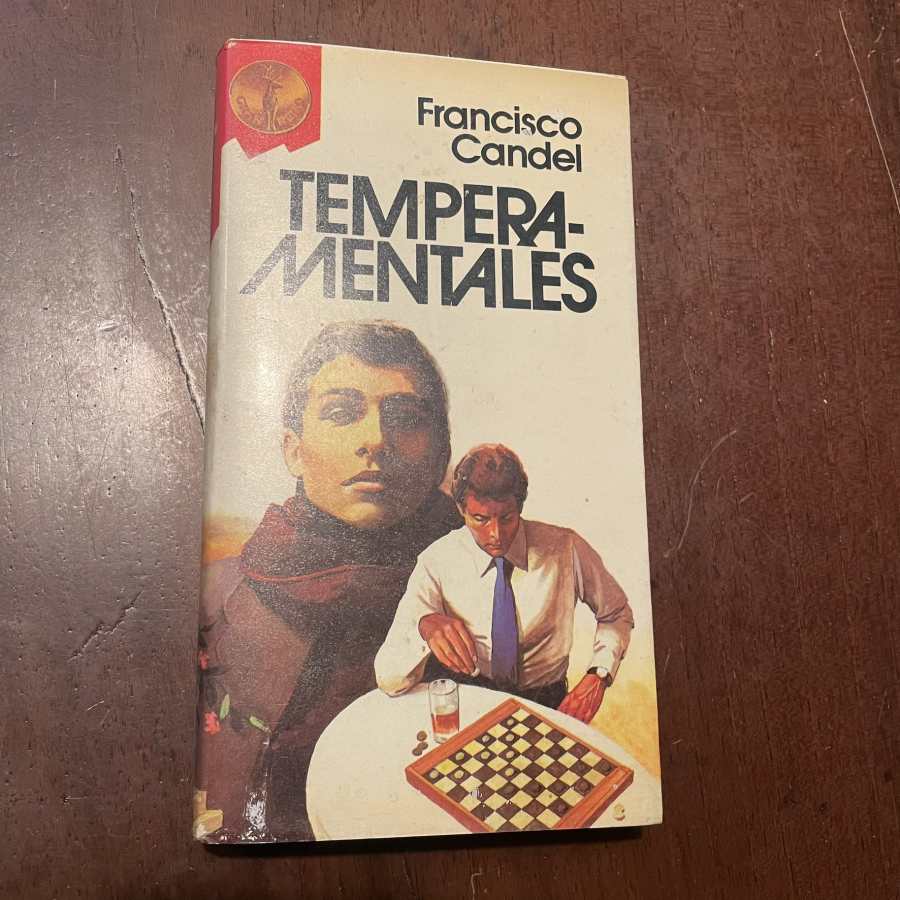 Francisco
Candel
TEMPERA-
MENTALES